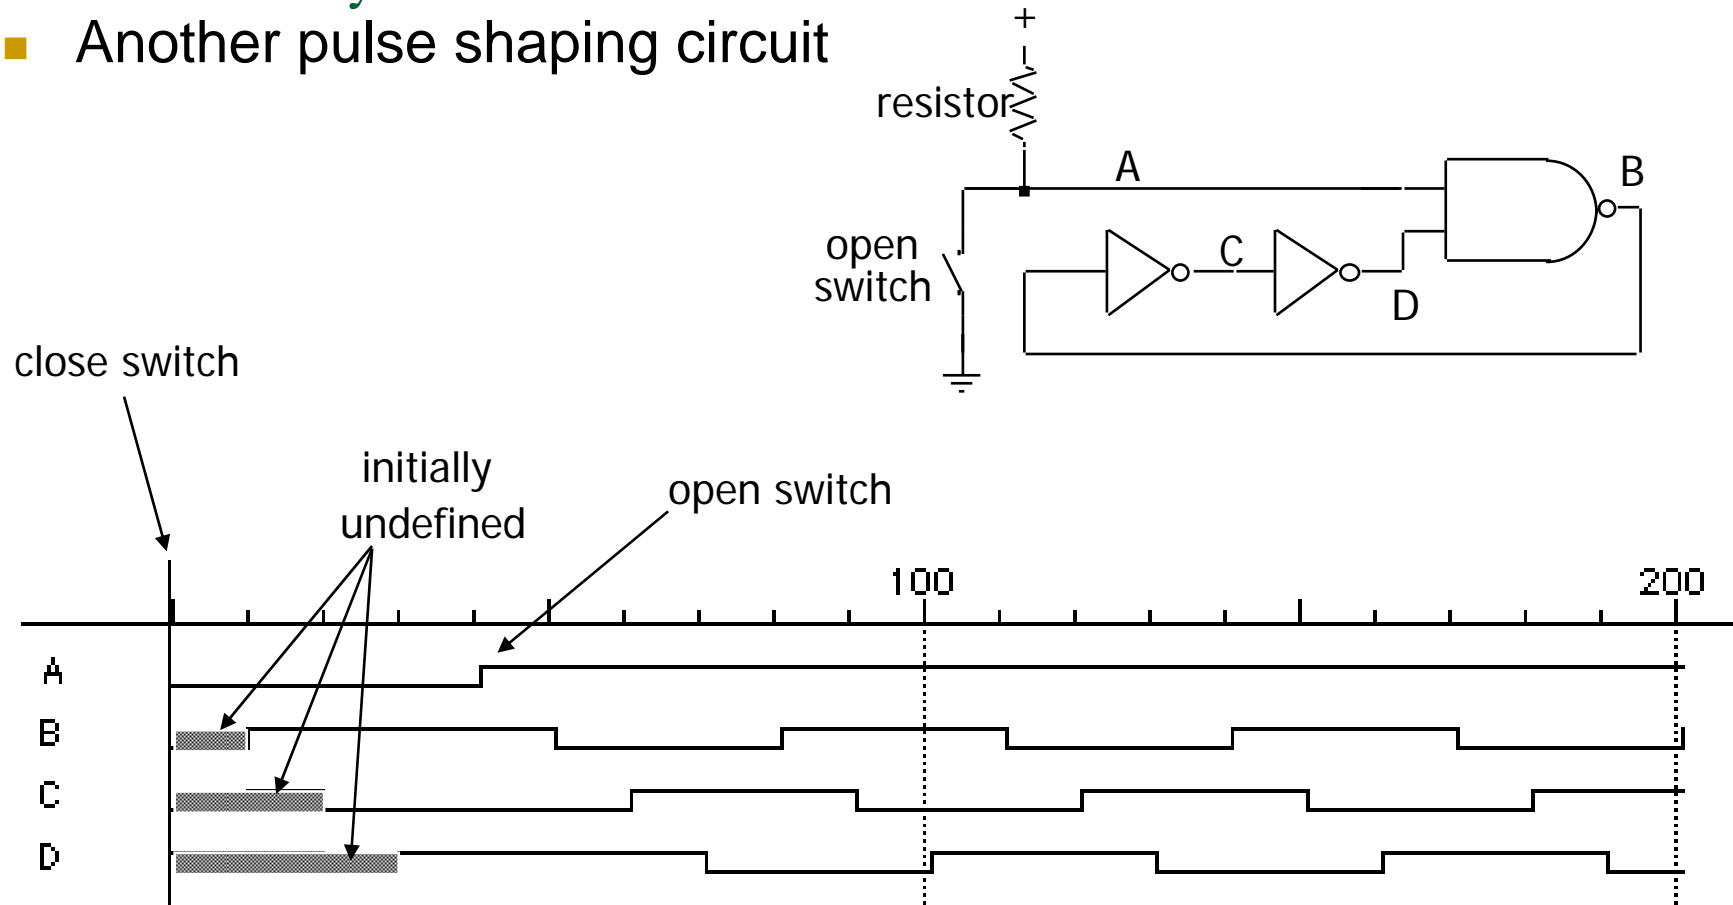 Another pulse shaping circuit
+
resistor
A
B
open
switch
C
D
close switch
initially
undefined
open switch
100
200
A
B
C
D